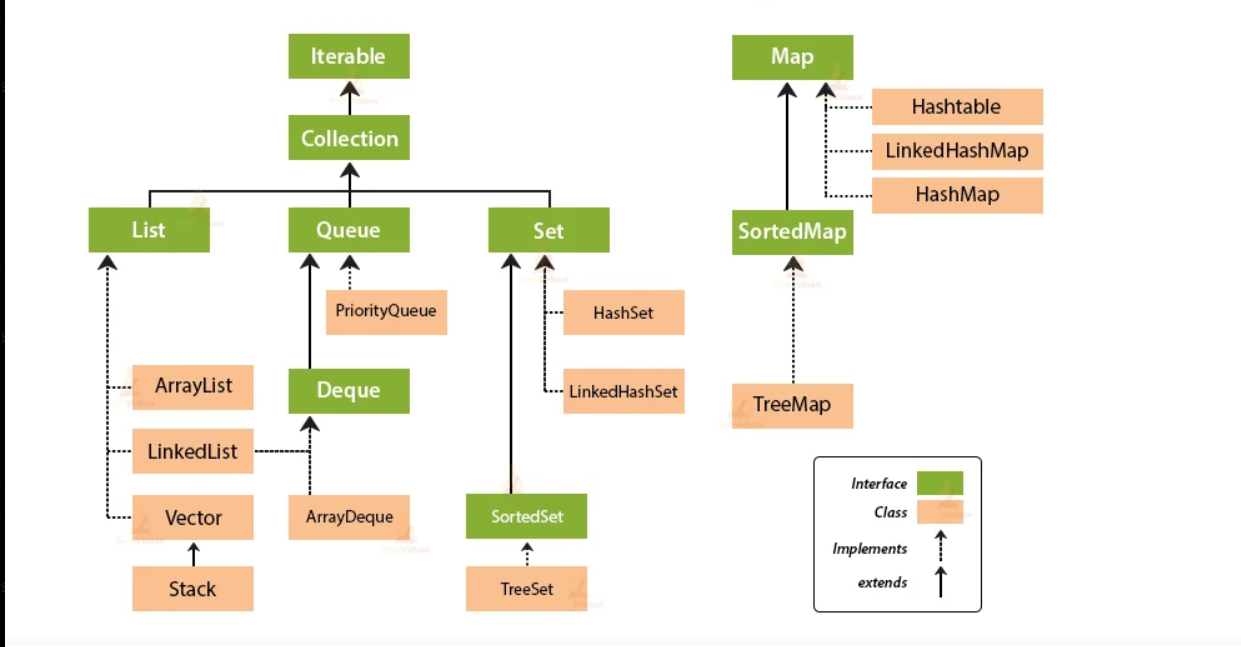 Iterable
Collection
List
Queue
Set
PriorityQueue
HashSet
ArrayList
Deque
LinkedHashSet
LinkedList
Vector
ArrayDeque
SortedSet
Stack
TreeSet
Map
Hashtable
LinkedHashMap
HashMap
SortedMap
TreeMap
Interface
Class
Implements
extends